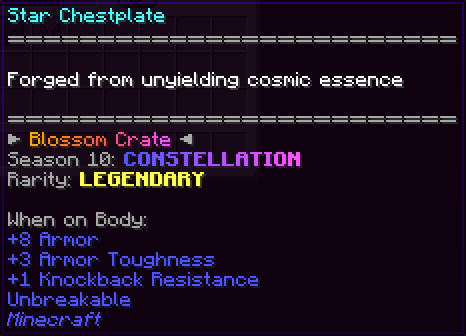 Star Chestplate
================================
Forged from unyielding cosmic essence
================================
► Blossom Crate ◄
Season 10: CONSTELLATION
Rarity: LEGENDARY
When on Body:
+8 Armor
+3 Armor Toughness
+1 Knockback Resistance
Unbreakable
Minecraft